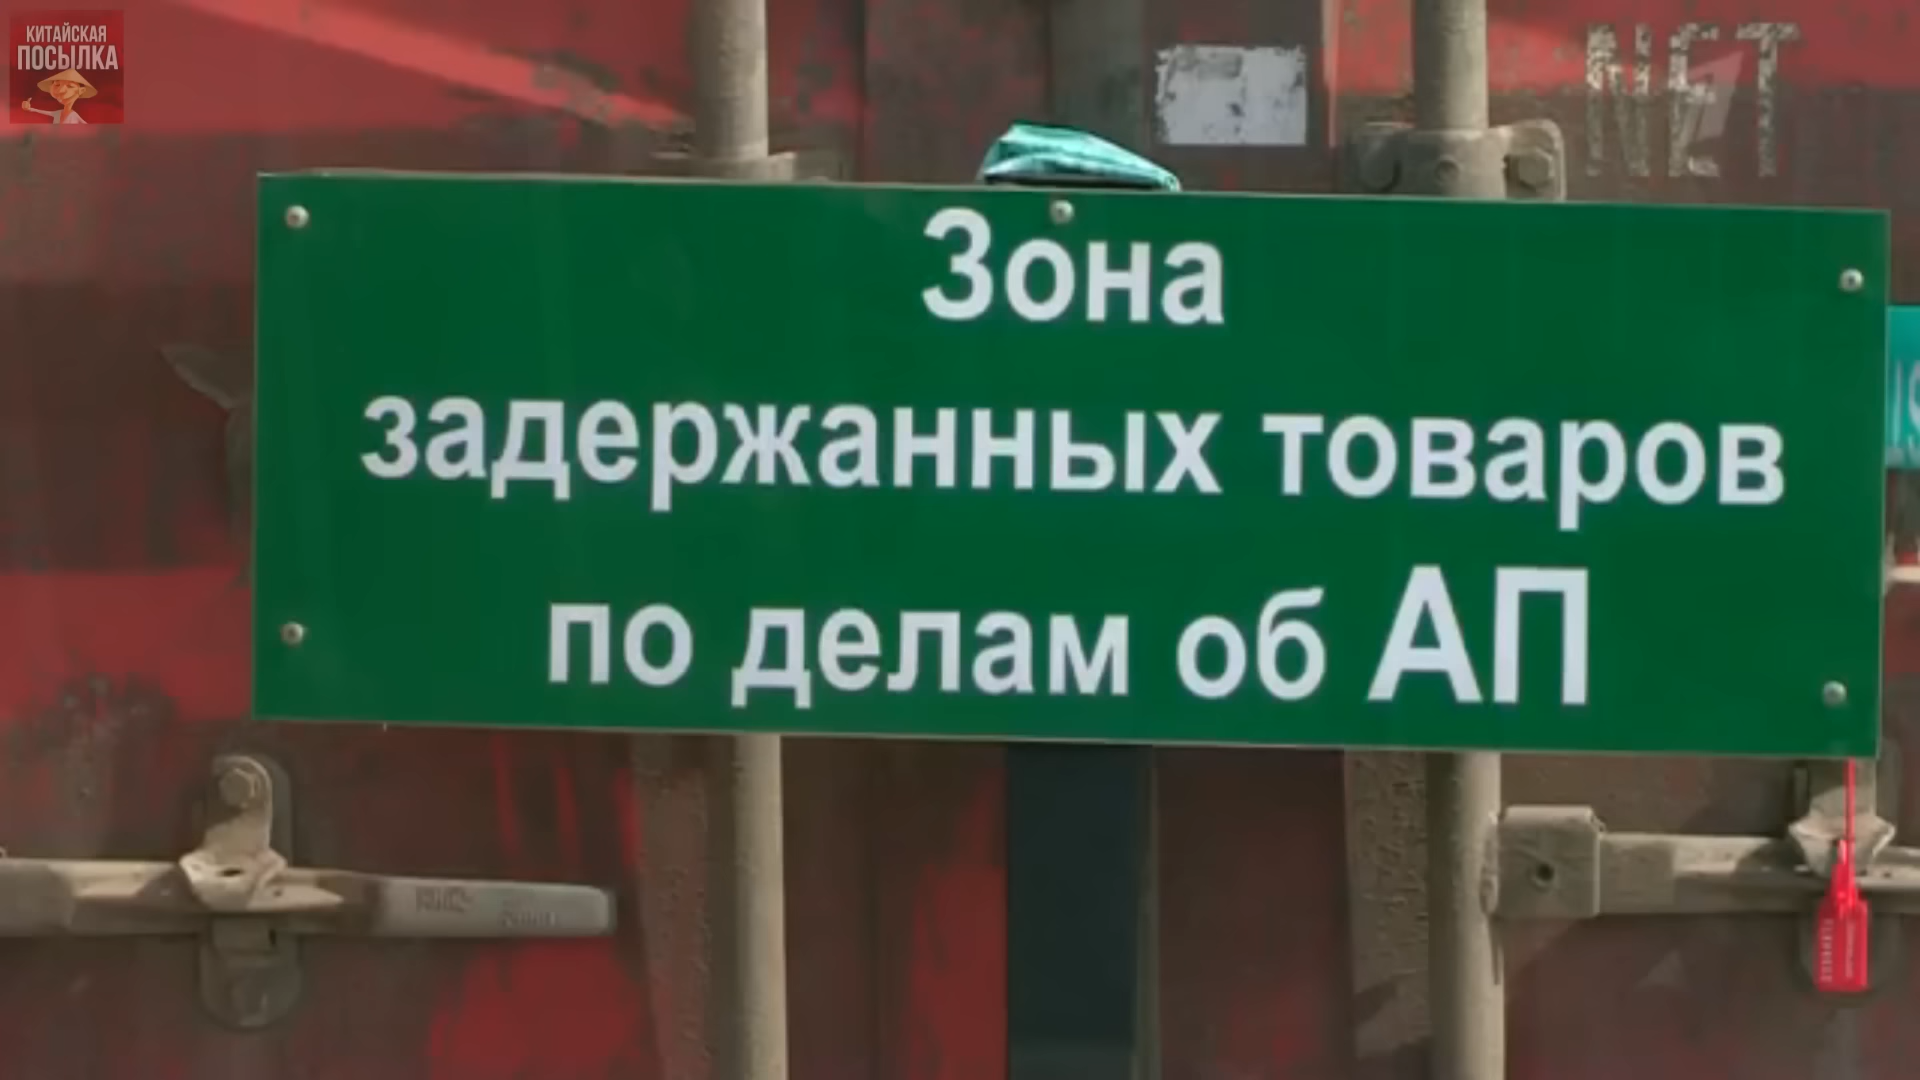 КИТАЙСКАЯ
ПОСЫЛКА
NET
Зона
задержанных товаров
по делам об АП